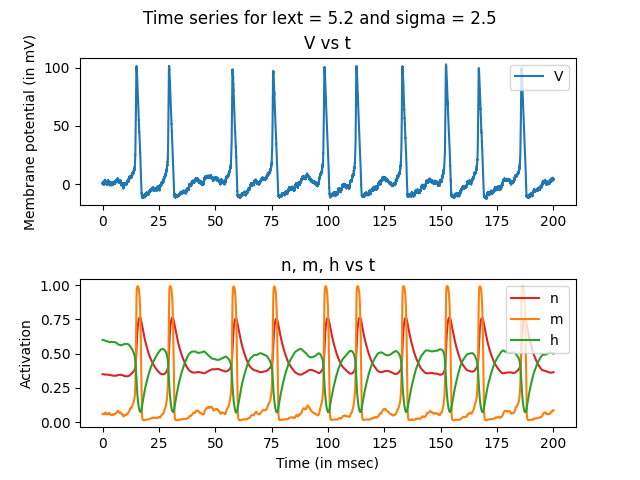 Time series for Iext = 5.2 and sigma = 2.5
V vs t
Membrane potential (in mV)
100
50
0
V
0 25 50 75 100 125 150 175 200
n, m, h vs t
Activation
1.00
0.75
0.50
0.25
0.00
n
m
h
0 25 50 75 100 125 150 175 200
Time (in msec)